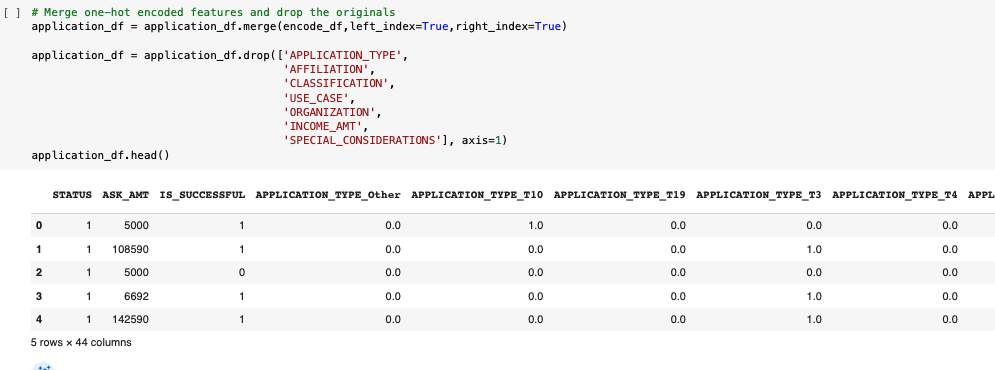 [ ] # Merge one-hot encoded features and drop the originals
application_df = application_df.merge(encode_df,left_index=True,right_index=True)
application_df = application_df.drop(['APPLICATION_TYPE',
'AFFILIATION',
'CLASSIFICATION',
'USE_CASE',
'ORGANIZATION',
'INCOME_AMT',
'SPECIAL_CONSIDERATIONS'], axis=1)
application_df.head()
STATUS ASK_AMT IS_SUCCESSFUL APPLICATION_TYPE_Other APPLICATION_TYPE_T10 APPLICATION_TYPE_T19 APPLICATION_TYPE_T3 APPLICATION_TYPE_T4 APPL
0 1 5000 1 0.0 1.0 0.0 0.0 0.0
1 1 108590 1 0.0 0.0 0.0 1.0 0.0
2 1 5000 0 0.0 0.0 0.0 0.0 0.0
3 1 6692 1 0.0 0.0 0.0 1.0 0.0
4 1 142590 1 0.0 0.0 0.0 1.0 0.0
5 rows × 44 columns